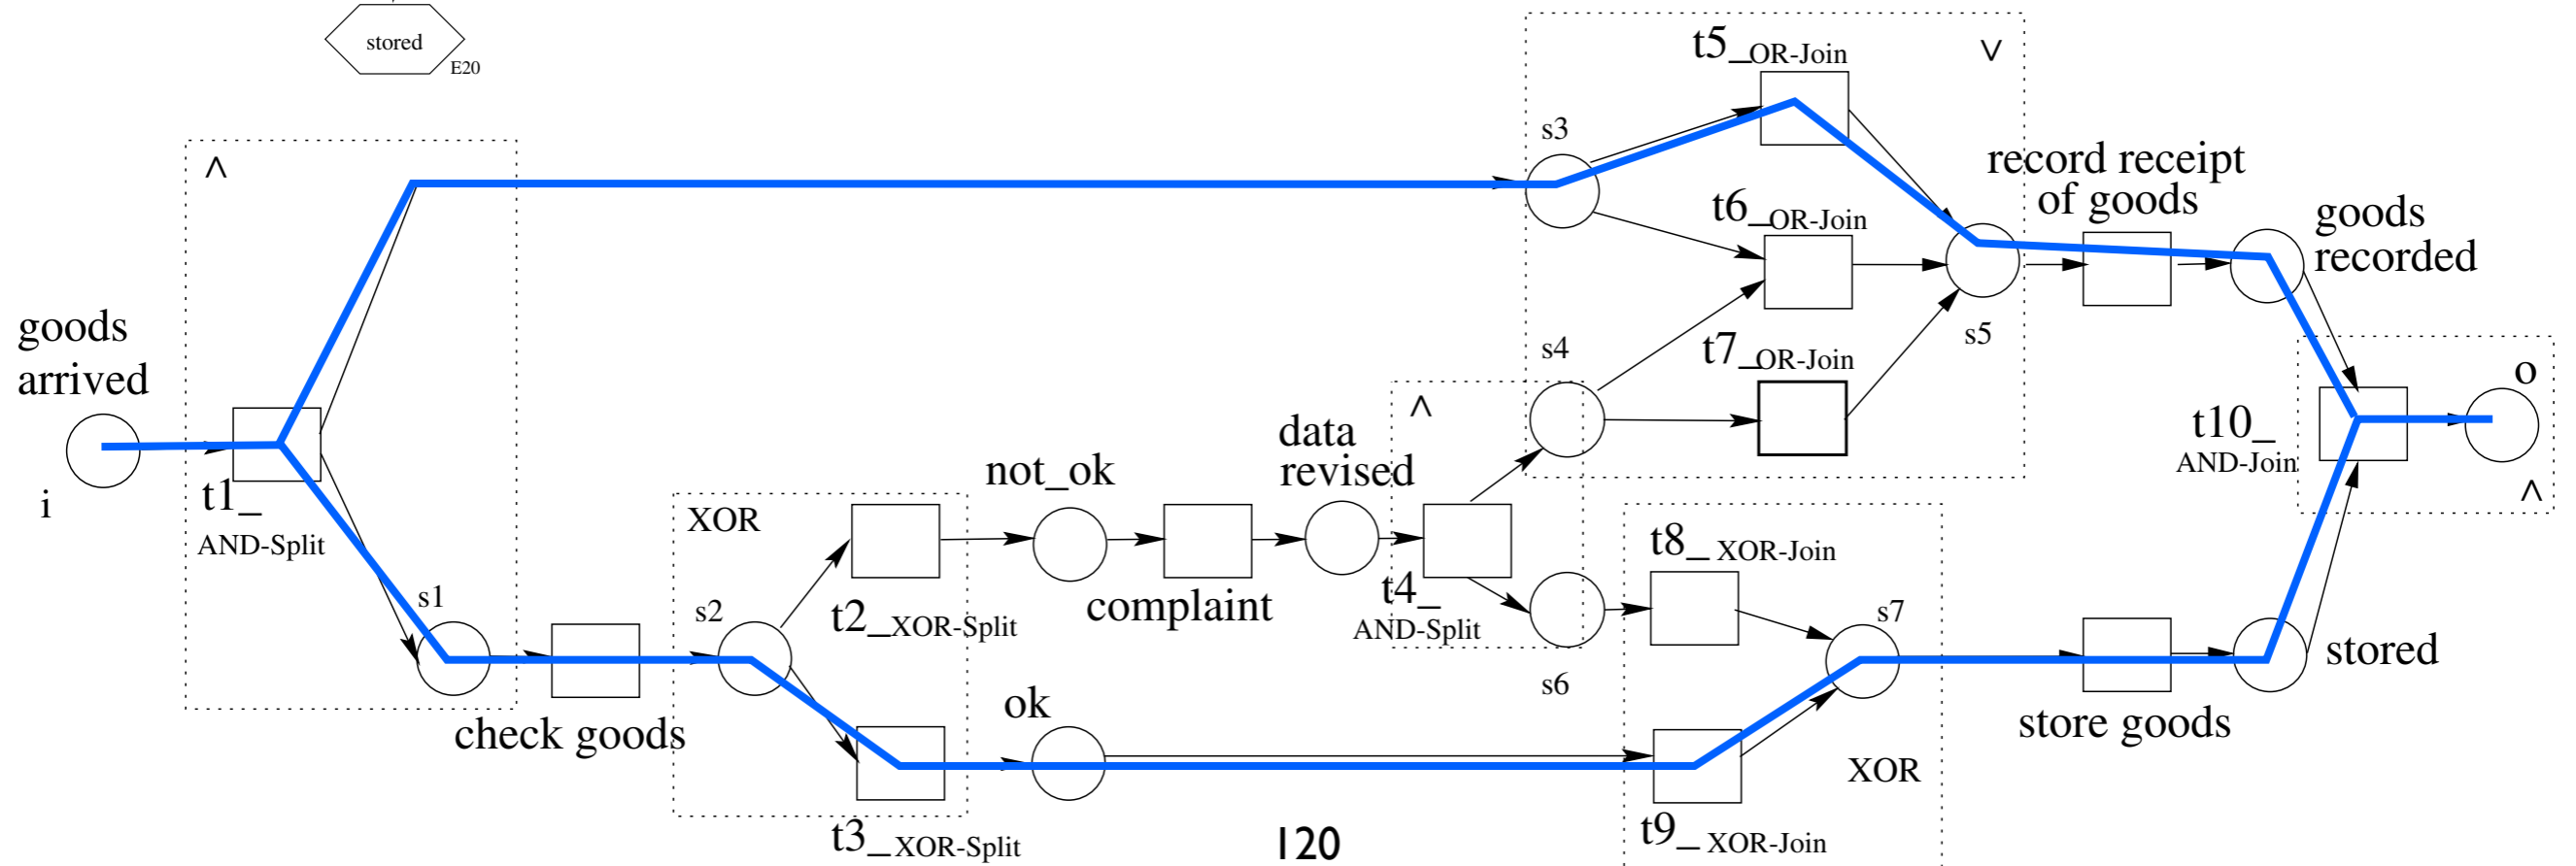 stored
E20
t5_OR-Join
V
s3
record receipt
of goods
^
t6_OR-Join
goods
recorded
goods
arrived
s4
t7_OR-Join
s5
o
^
data
revised
t10_
AND-Join
not_ok
i
t1_
AND-Split
XOR
^
t8_ XOR-Join
complaint
t4_
AND-Split
s1
s2
t2_XOR-Split
s7
stored
s6
ok
check goods
store goods
XOR
t3_XOR-Split
120
t9_ XOR-Join